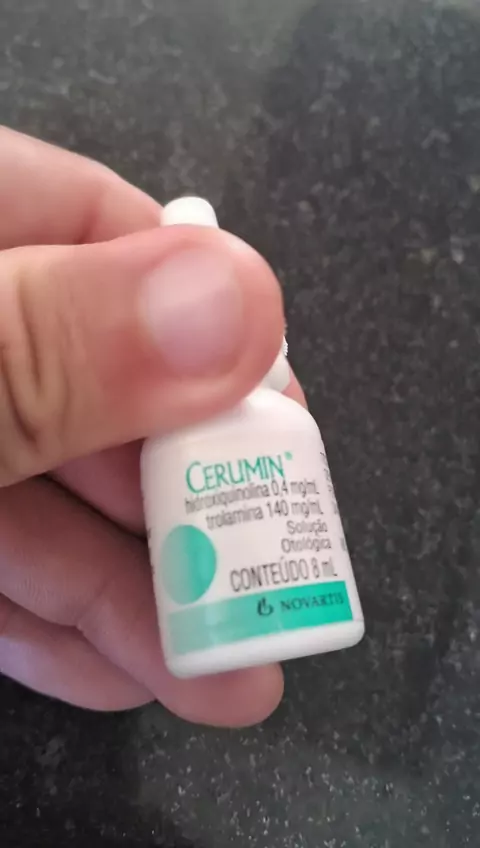 CERUMIN®
hidroxiquinolina 0,4 mg/mL
trolamina 140 mg/mL
Solução
Otológica
CONTEÚDO 8 mL
NOVARTIS